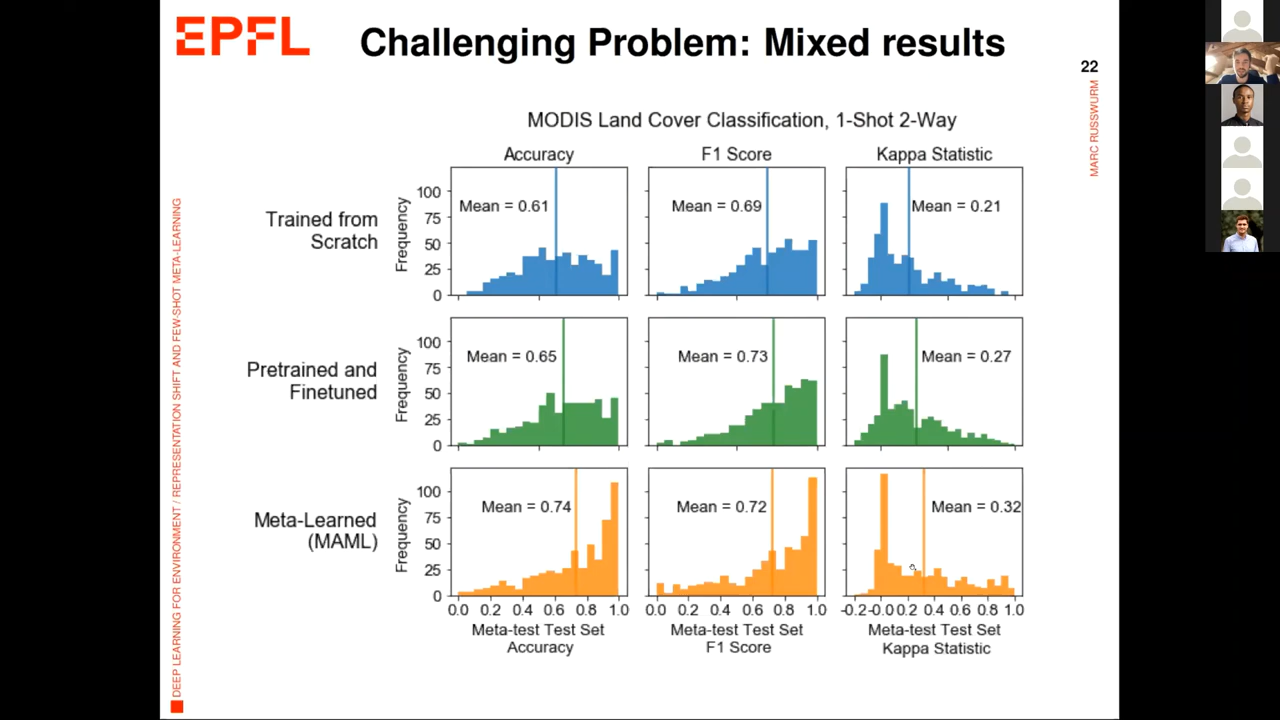 EPFL
Challenging Problem: Mixed results
22
MARC RUSSWURM
DEEP LEARNING FOR ENVIRONMENT / REPRESENTATION SHIFT AND FEW-SHOT META-LEARNING
MODIS Land Cover Classification, 1-Shot 2-Way
Accuracy
F1 Score
Kappa Statistic
Trained from
Scratch
Frequency
100
75
50
25
0
Mean = 0.61
Mean = 0.69
Mean = 0.21
Pretrained and
Finetuned
Frequency
100
75
50
25
0
Mean = 0.65
Mean = 0.73
Mean = 0.27
Meta-Learned
(MAML)
Frequency
100
75
50
25
0
Mean = 0.74
Mean = 0.72
Mean = 0.32
0.0 0.2 0.4 0.6 0.8 1.0
0.0 0.2 0.4 0.6 0.8 1.0
-0.2 -0.0 0.2 0.4 0.6 0.8 1.0
Meta-test Test Set
Accuracy
Meta-test Test Set
F1 Score
Meta-test Test Set
Kappa Statistic